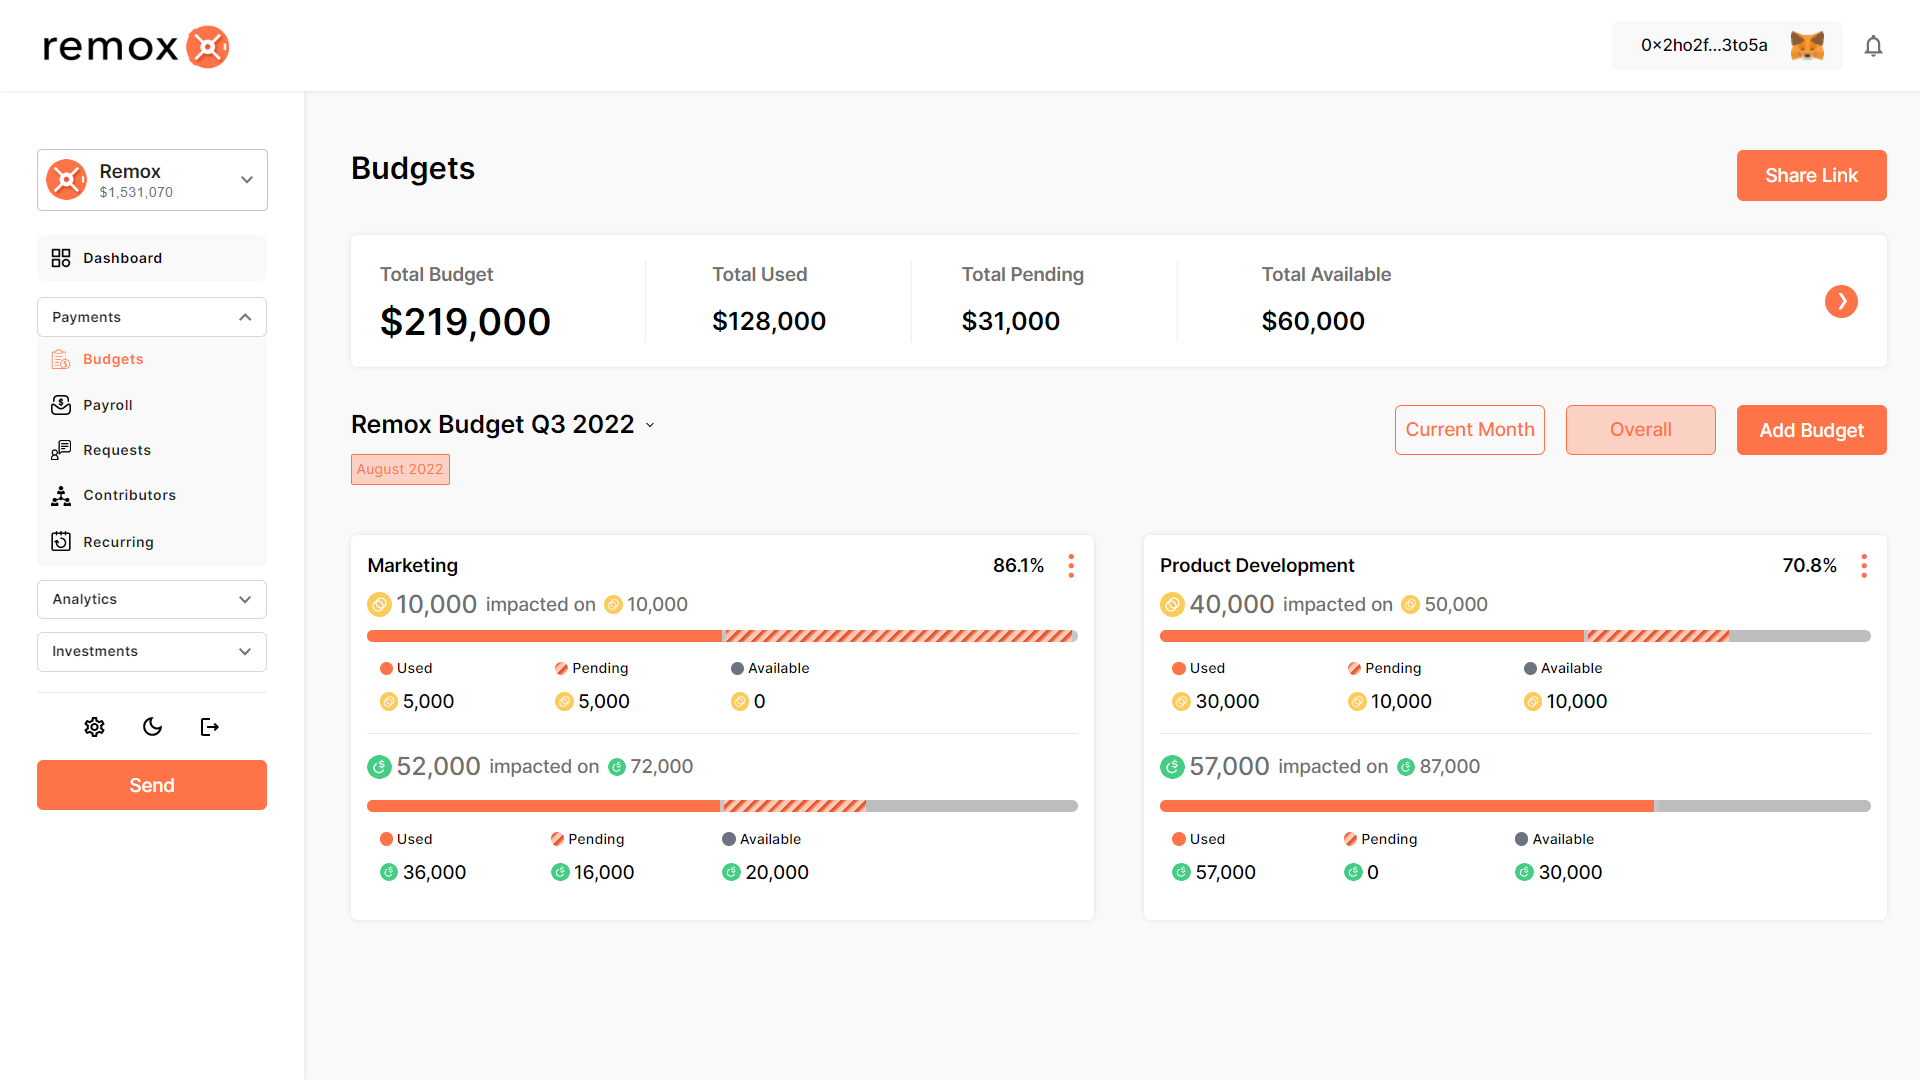 remox
0x2ho2f...3to5a
Remox
$1,531,070
Dashboard
Payments
Budgets
Payroll
Requests
Contributors
Recurring
Analytics
Investments
Send
Budgets
Share Link
Total Budget
$219,000
Total Used
$128,000
Total Pending
$31,000
Total Available
$60,000
Remox Budget Q3 2022
August 2022
Current Month
Overall
Add Budget
Marketing
86.1%
10,000 impacted on 10,000
Used
Pending
Available
5,000
5,000
0
52,000 impacted on 72,000
Used
Pending
Available
36,000
16,000
20,000
Product Development
70.8%
40,000 impacted on 50,000
Used
Pending
Available
30,000
10,000
10,000
57,000 impacted on 87,000
Used
Pending
Available
57,000
0
30,000